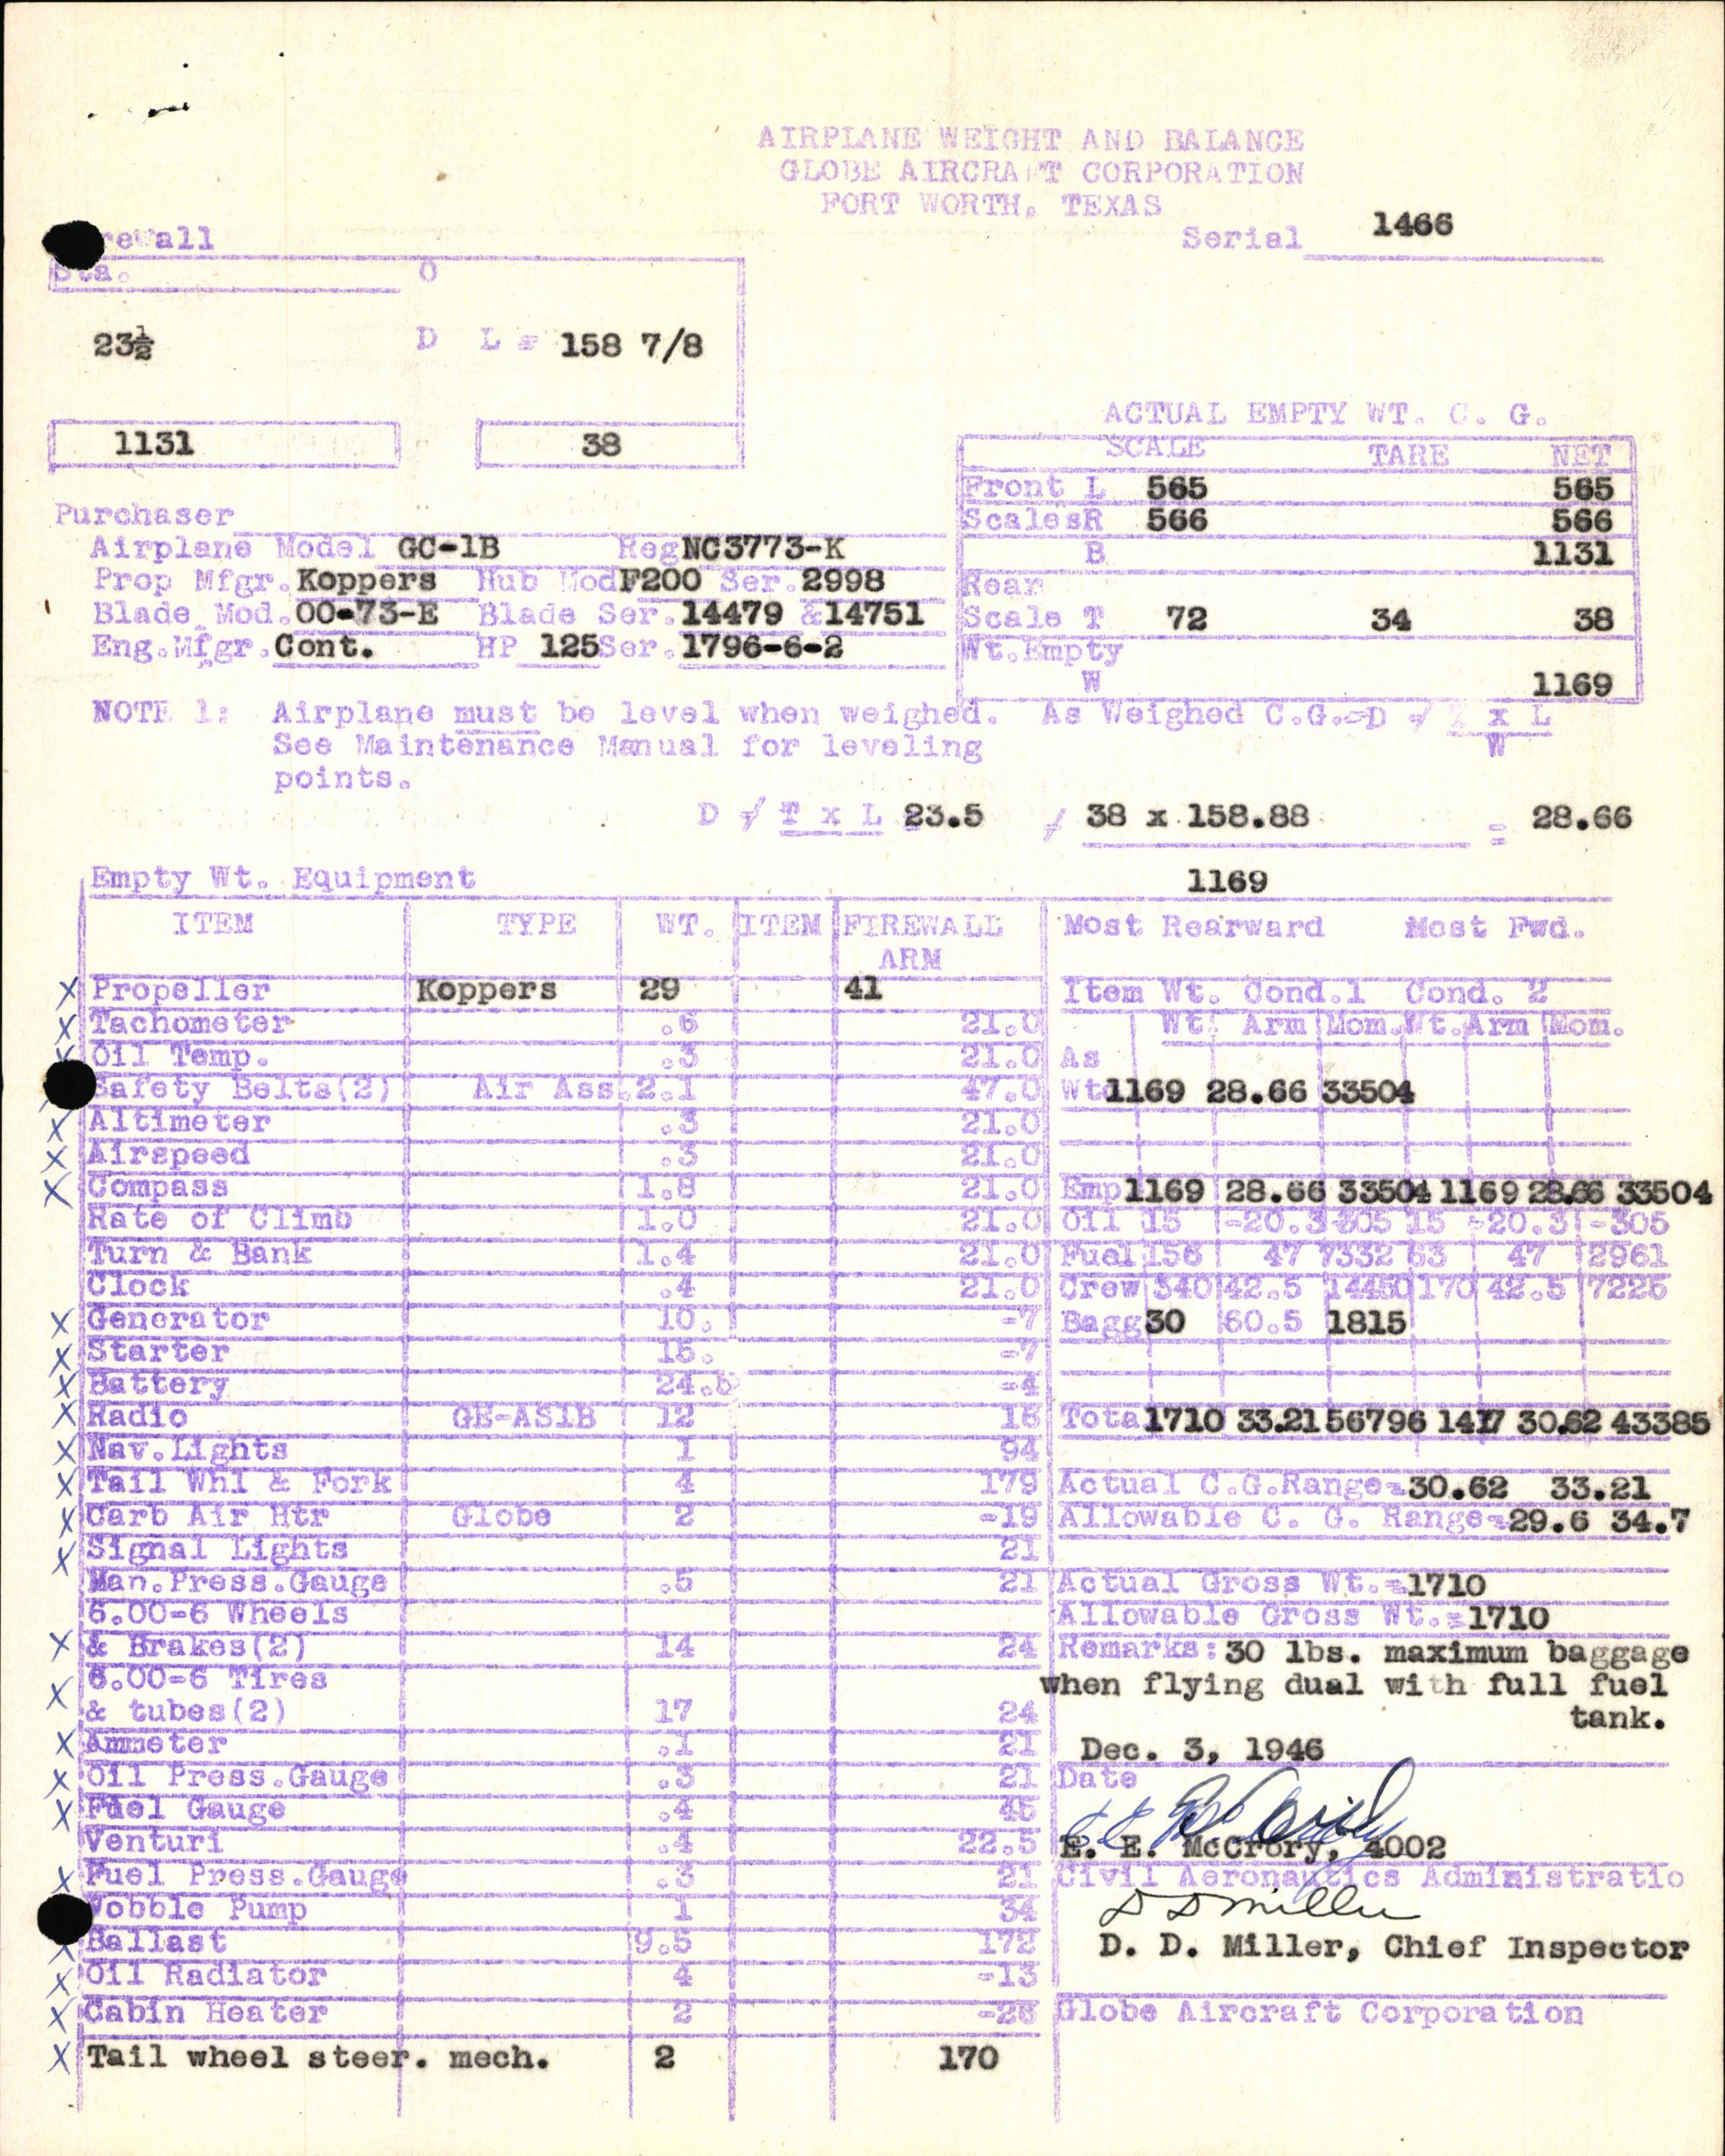 AIRPLANE WEIGHT AND BALANCE
GLOBE AIRCRAFT CORPORATION
FORT WORTH, TEXAS
Serial 1466
rewall
Sta. O
23½ D L = 158 7/8
1131 38
ACTUAL EMPTY WT. C. G.
SCALE TARE NET
Front L 565 565
Scales R 566 566
B 1131
Rear
Scale T 72 34 38
Wt. Empty
W 1169
Purchaser
Airplane Model GC-1B Reg NC3773-K
Prop Mfgr. Koppers Hub Mod F200 Ser. 2998
Blade Mod. 00-73-E Blade Ser. 14479 & 14751
Eng. Mfgr. Cont. HP 125 Ser. 1796-6-2
NOTE 1: Airplane must be level when weighed.
See Maintenance Manual for leveling
points.
As Weighed C.G.=D / T x L
W
D / T x L 23.5 / 38 x 158.88 = 28.66
1169
Empty Wt. Equipment
ITEM TYPE WT. ITEM FIREWALL
ARM
X Propeller Koppers 29 41
X Tachometer .6 21.0
X Oil Temp. .3 21.0
Safety Belts(2) Air Ass. 2.1 47.0
X Altimeter .3 21.0
X Airspeed .3 21.0
X Compass 1.8 21.0
Rate of Climb 1.0 21.0
Turn & Bank 1.4 21.0
Clock .4 21.0
X Generator 10. -7
X Starter 15. -7
X Battery 24.5 -4
X Radio GE-AS1B 12 15
X Nav. Lights 1 94
X Tail Whl & Fork 4 179
X Carb Air Htr Globe 2 -19
X Signal Lights 21
Man. Press. Gauge .5 21
6.00-6 Wheels
X & Brakes(2) 14 24
6.00-6 Tires
X & tubes(2) 17 24
X Ammeter .1 21
X Oil Press. Gauge .3 21
X Fuel Gauge .4 45
Venturi .4 22.5
X Fuel Press. Gauge .3 21
Wobble Pump 1 34
X Ballast 9.5 172
X Oil Radiator 4 -13
X Cabin Heater 2 -26
X Tail wheel steer. mech. 2 170
Most Rearward Most Fwd.
Item Wt. Cond.1 Cond. 2
Wt. Arm Mom. Wt. Arm Mom.
As
Wtd 1169 28.66 33504
Emp 1169 28.66 33504 1169 28.66 33504
Oil 15 -20.3 -305 15 -20.3 -305
Fuel 156 47 7332 63 47 2961
Crew 340 42.5 14450 170 42.5 7225
Bagg 30 60.5 1815
Total 1710 33.21 56796 1417 30.62 43385
Actual C.G. Range= 30.62 33.21
Allowable C. G. Range= 29.6 34.7
Actual Gross Wt.= 1710
Allowable Gross Wt.= 1710
Remarks: 30 lbs. maximum baggage
when flying dual with full fuel
tank.
Dec. 3, 1946
Date
E. E. McCrory
E. E. McCrory, 4002
Civil Aeronautics Administratio
D D Miller
D. D. Miller, Chief Inspector
Globe Aircraft Corporation